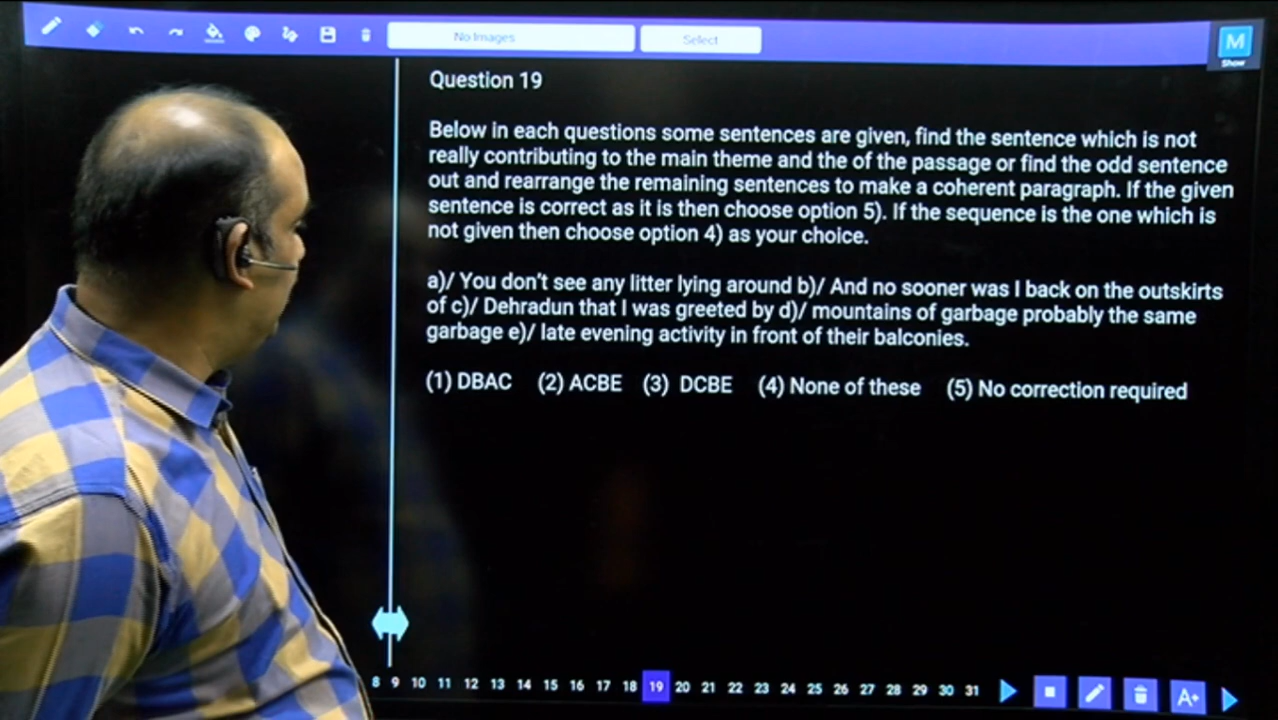 No Images
Select
M
Show
Question 19
Below in each questions some sentences are given, find the sentence which is not
really contributing to the main theme and the of the passage or find the odd sentence
out and rearrange the remaining sentences to make a coherent paragraph. If the given
sentence is correct as it is then choose option 5). If the sequence is the one which is
not given then choose option 4) as your choice.
a)/ You don't see any litter lying around b)/ And no sooner was I back on the outskirts
of c)/ Dehradun that I was greeted by d)/ mountains of garbage probably the same
garbage e)/ late evening activity in front of their balconies.
(1) DBAC (2) ACBE (3) DCBE (4) None of these (5) No correction required
8 9 10 11 12 13 14 15 16 17 18 19 20 21 22 23 24 25 26 27 28 29 30 31
A+